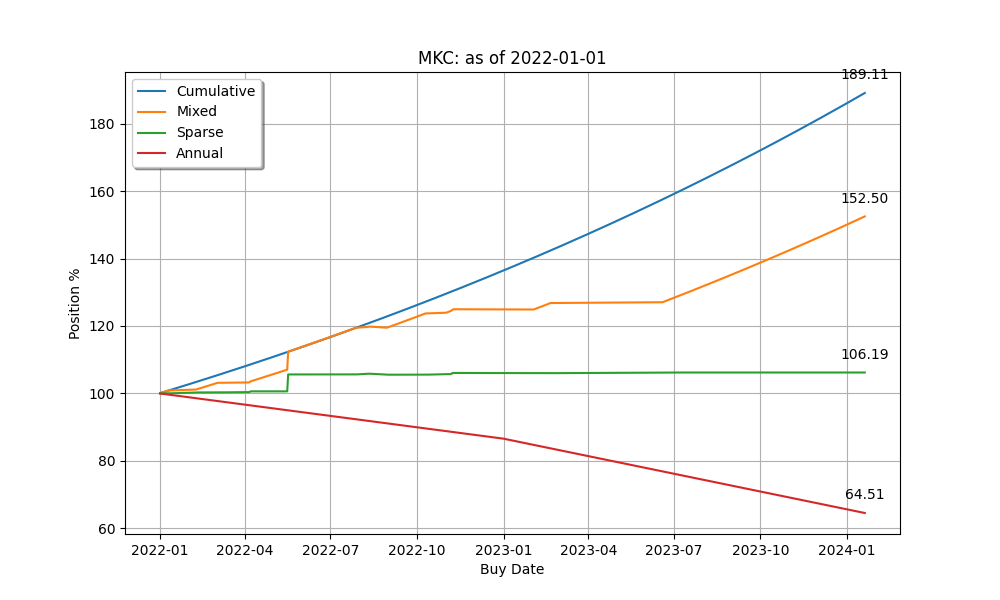 MKC: as of 2022-01-01
189.11
Cumulative
Mixed
Sparse
Annual
180
160
152.50
140
120
106.19
100
80
64.51
60
Position %
2022-01 2022-04 2022-07 2022-10 2023-01 2023-04 2023-07 2023-10 2024-01
Buy Date